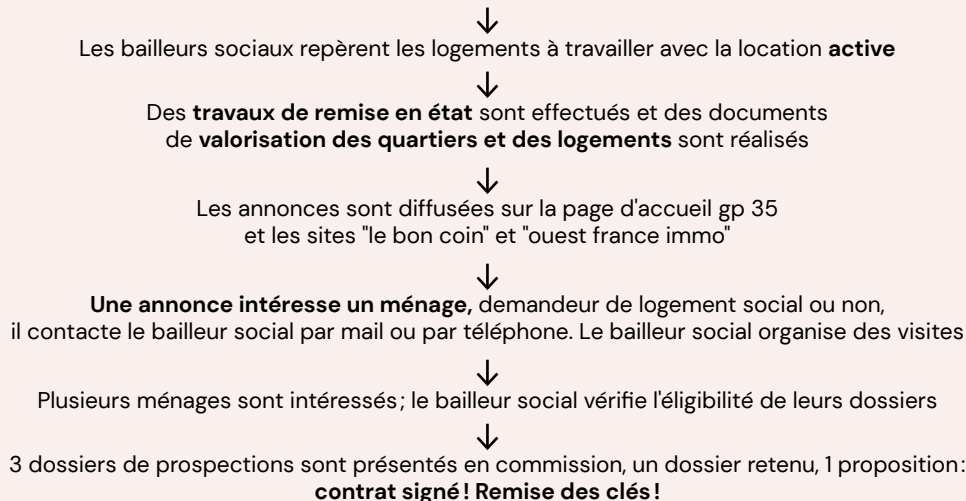 Les bailleurs sociaux repèrent les logements à travailler avec la location active
Des travaux de remise en état sont effectués et des documents
de valorisation des quartiers et des logements sont réalisés
Les annonces sont diffusées sur la page d'accueil gp 35
et les sites "le bon coin" et "ouest france immo"
Une annonce intéresse un ménage, demandeur de logement social ou non,
il contacte le bailleur social par mail ou par téléphone. Le bailleur social organise des visites
Plusieurs ménages sont intéressés ; le bailleur social vérifie l'éligibilité de leurs dossiers
3 dossiers de prospections sont présentés en commission, un dossier retenu, 1 proposition :
contrat signé ! Remise des clés !